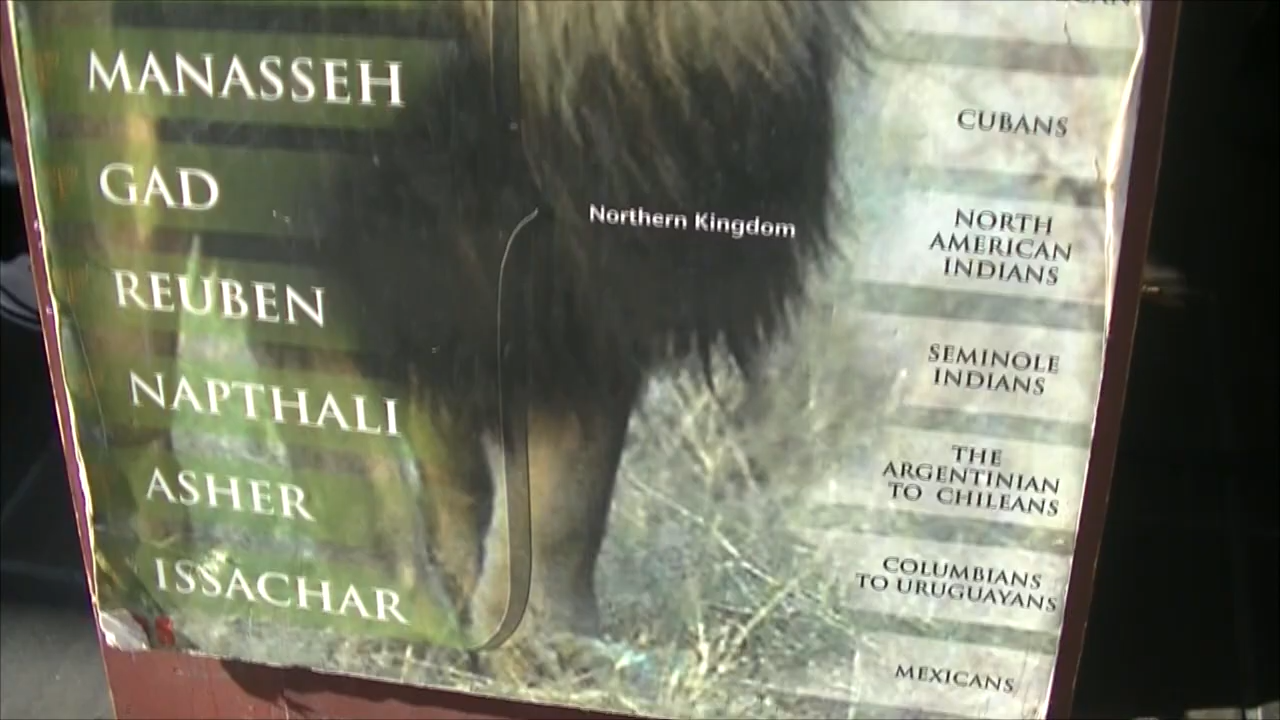 MANASSEH
GAD
REUBEN
NAPTHALI
ASHER
ISSACHAR
Northern Kingdom
CUBANS
NORTH
AMERICAN
INDIANS
SEMINOLE
INDIANS
THE
ARGENTINIAN
TO CHILEANS
COLUMBIANS
TO URUGUAYANS
MEXICANS